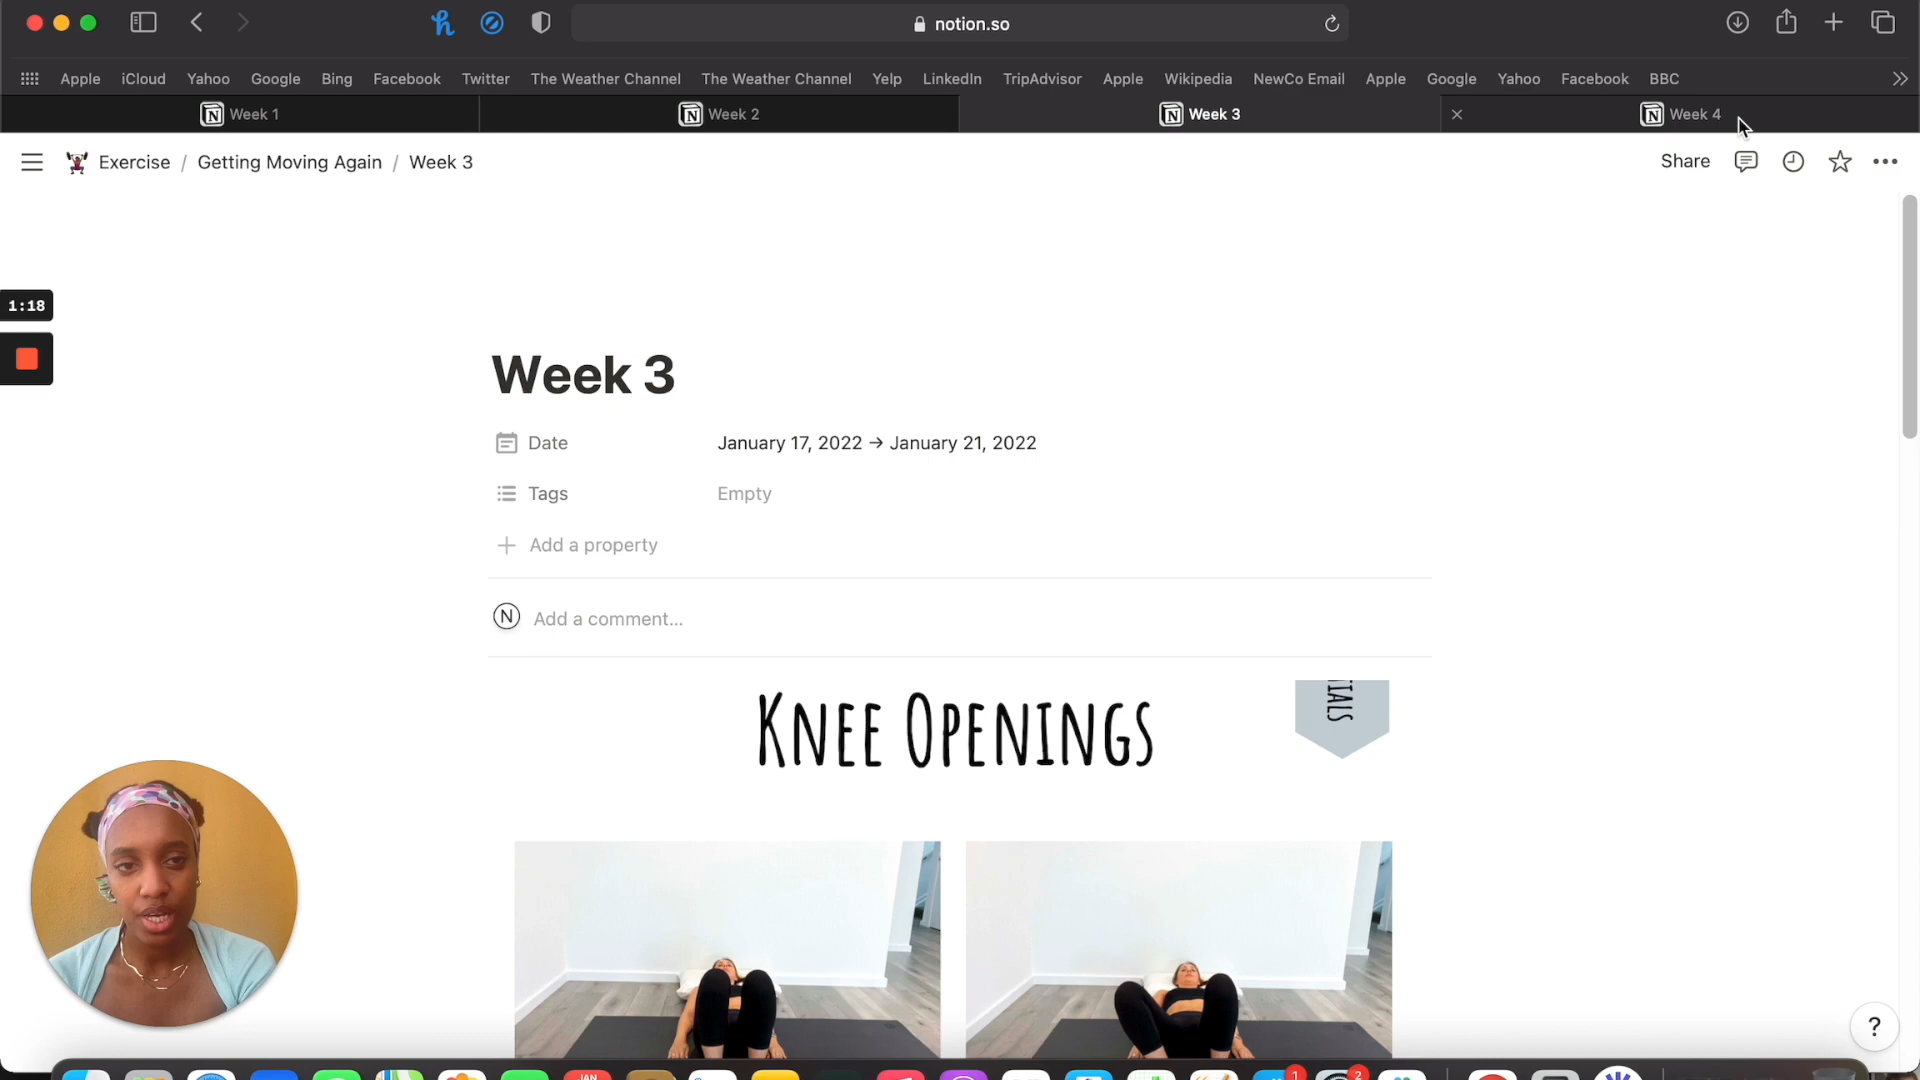 notion.so
Apple iCloud Yahoo Google Bing Facebook Twitter The Weather Channel The Weather Channel Yelp LinkedIn TripAdvisor Apple Wikipedia NewCo Email Apple Google Yahoo Facebook BBC
Week 1 Week 2 Week 3 Week 4
Exercise / Getting Moving Again / Week 3 Share
1:18
Week 3
Date January 17, 2022 → January 21, 2022
Tags Empty
Add a property
N Add a comment...
KNEE OPENINGS
?
JAN 1 2